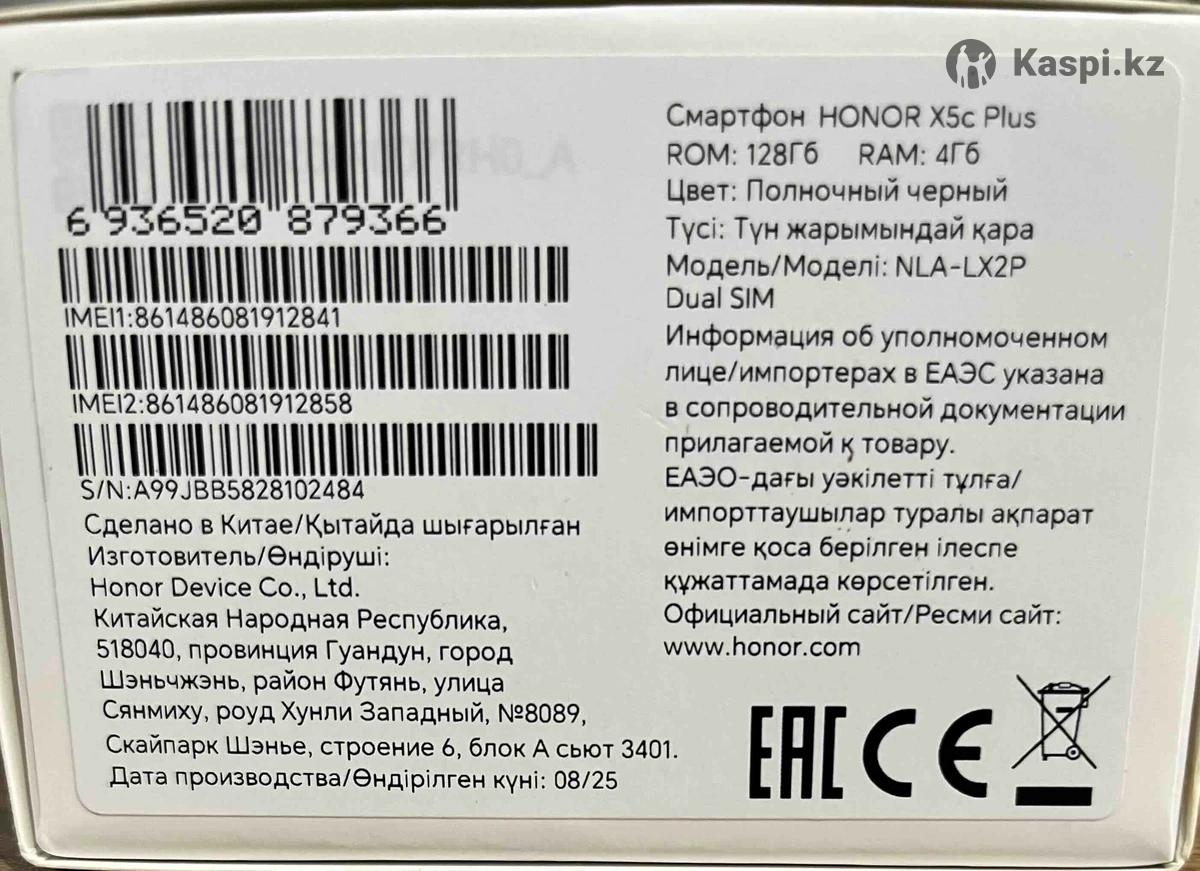 Kaspi.kz
6 936520 879366
IMEI1:861486081912841
IMEI2:861486081912858
S/N:A99JBB5828102484
Сделано в Китае/Қытайда шығарылған
Изготовитель/Өндіруші:
Honor Device Co., Ltd.
Китайская Народная Республика,
518040, провинция Гуандун, город
Шэньчжэнь, район Футянь, улица
Сянмиху, роуд Хунли Западный, №8089,
Скайпарк Шэнье, строение 6, блок А сьют 3401.
Дата производства/Өндірілген күні: 08/25
Смартфон HONOR X5c Plus
ROM: 128Гб RAM: 4Гб
Цвет: Полночный черный
Түсі: Түн жарымындай қара
Модель/Моделі: NLA-LX2P
Dual SIM
Информация об уполномоченном
лице/импортерах в ЕАЭС указана
в сопроводительной документации
прилагаемой қ товару.
ЕАЭО-дағы уәкілетті тұлға/
импорттаушылар туралы ақпарат
өнімге қоса берілген ілеспе
құжаттамада көрсетілген.
Официальный сайт/Ресми сайт:
www.honor.com
EAC CE